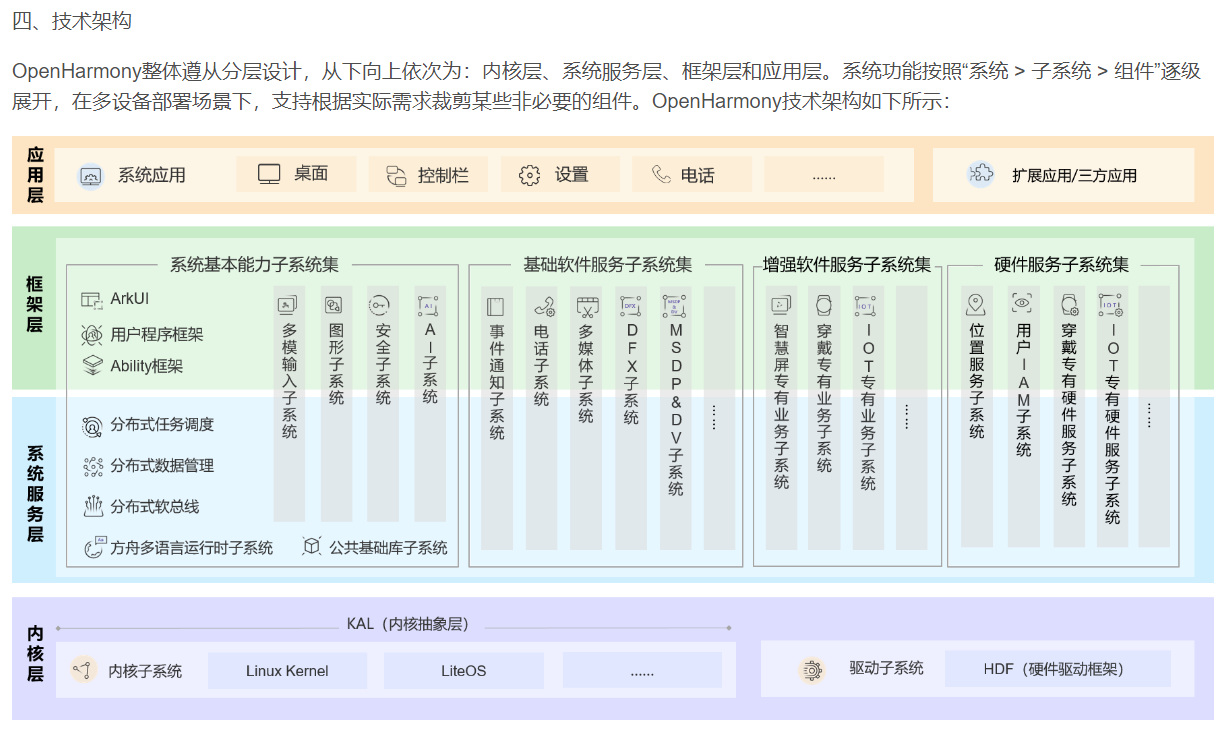 四、技术架构
OpenHarmony整体遵从分层设计，从下向上依次为：内核层、系统服务层、框架层和应用层。系统功能按照“系统 > 子系统 > 组件”逐级
展开，在多设备部署场景下，支持根据实际需求裁剪某些非必要的组件。OpenHarmony技术架构如下所示：
应用层
系统应用
桌面
控制栏
设置
电话
......
扩展应用/三方应用
框架层
系统基本能力子系统集
ArkUI
用户程序框架
Ability框架
多模输入子系统
图形子系统
安全子系统
AI子系统
基础软件服务子系统集
事件通知子系统
电话子系统
多媒体子系统
DFX
DFX子系统
MSDP
&
DV
MSDP&DV子系统
......
增强软件服务子系统集
智慧屏专有业务子系统
穿戴专有业务子系统
IOT
IOT专有业务子系统
......
硬件服务子系统集
位置服务子系统
用户IAM子系统
穿戴专有硬件服务子系统
IOT
IOT专有硬件服务子系统
......
系统服务层
分布式任务调度
分布式数据管理
分布式软总线
方舟多语言运行时子系统
公共基础库子系统
内核层
KAL（内核抽象层）
内核子系统
Linux Kernel
LiteOS
......
驱动子系统
HDF（硬件驱动框架）